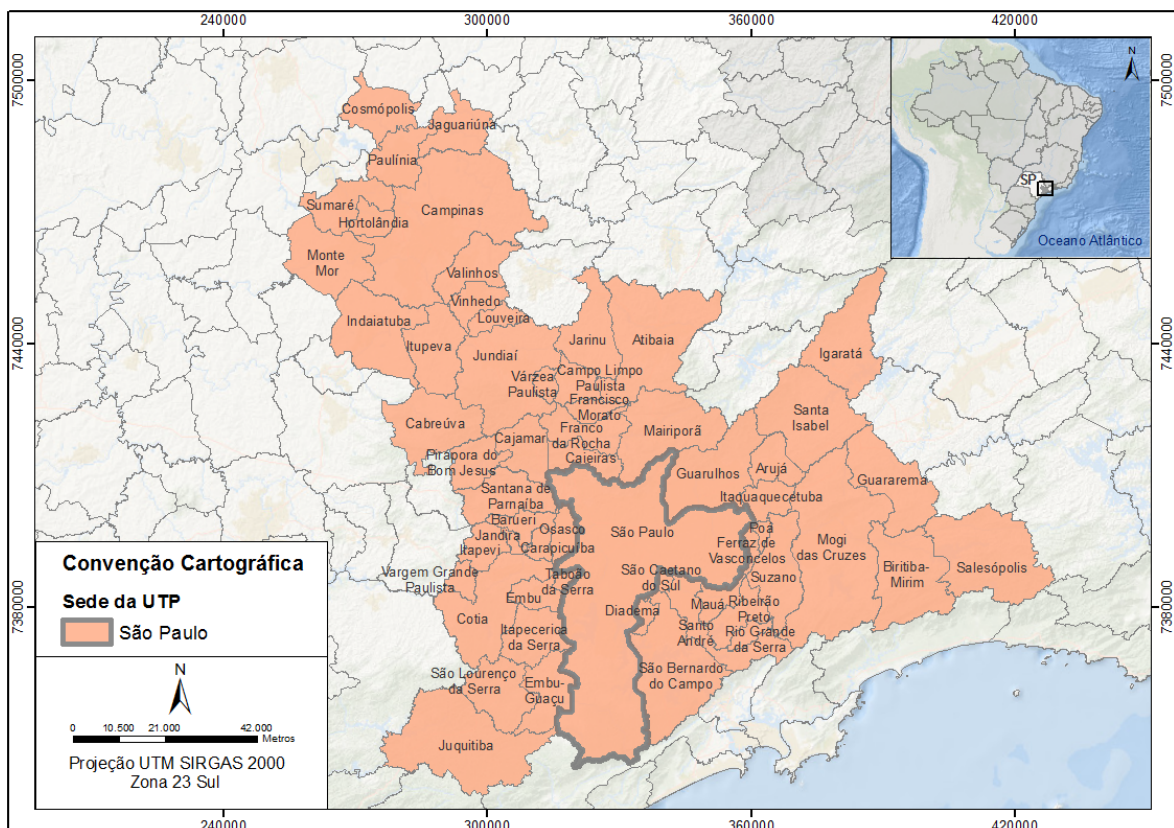 240000
300000
360000
420000
7500000
7500000
Cosmópolis
Jaguariúna
Paulínia
Sumaré
Hortolândia
Campinas
Monte
Mor
Valinhos
Vinhedo
Louveira
Indaiatuba
Itupeva
Jundiaí
Jarinu
Atibaia
Igaratá
7440000
7440000
Várzea
Paulista
Campo Limpo
Paulista
Francisco
Morato
Cabreúva
Cajamar
Franco
da Rocha
Caieiras
Mairiporã
Santa
Isabel
Pirapora do
Bom Jesus
Guarulhos
Arujá
Guararema
Santana de
Parnaíba
Itaquaquecetuba
Barueri
Jandira
Itapevi
Osasco
Carapicuíba
São Paulo
Poá
Ferraz de
Vasconcelos
Mogi
das Cruzes
Biritiba-
Mirim
Salesópolis
Vargem Grande
Paulista
Taboão
da Serra
São Caetano
do Sul
Suzano
Embu
Cotia
Itapecerica
da Serra
Diadema
Mauá
Ribeirão
Preto
Santo
André
Rio Grande
da Serra
São Lourenço
da Serra
Embu-
Guaçu
São Bernardo
do Campo
Juquitiba
7380000
7380000
N
SP
Oceano Atlântico
Convenção Cartográfica
Sede da UTP
São Paulo
N
0 10.500 21.000 42.000
Metros
Projeção UTM SIRGAS 2000
Zona 23 Sul
240000
300000
360000
420000